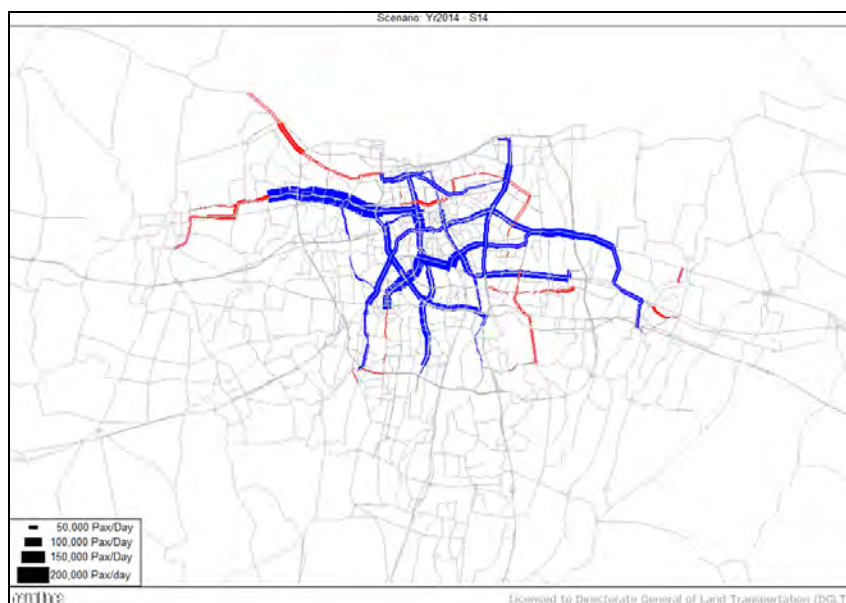 Scenario: Yr2014 - S14
50,000 Pax/Day
100,000 Pax/Day
150,000 Pax/Day
200,000 Pax/day
Licensed to Directorate General of Land Transportation (DGLT